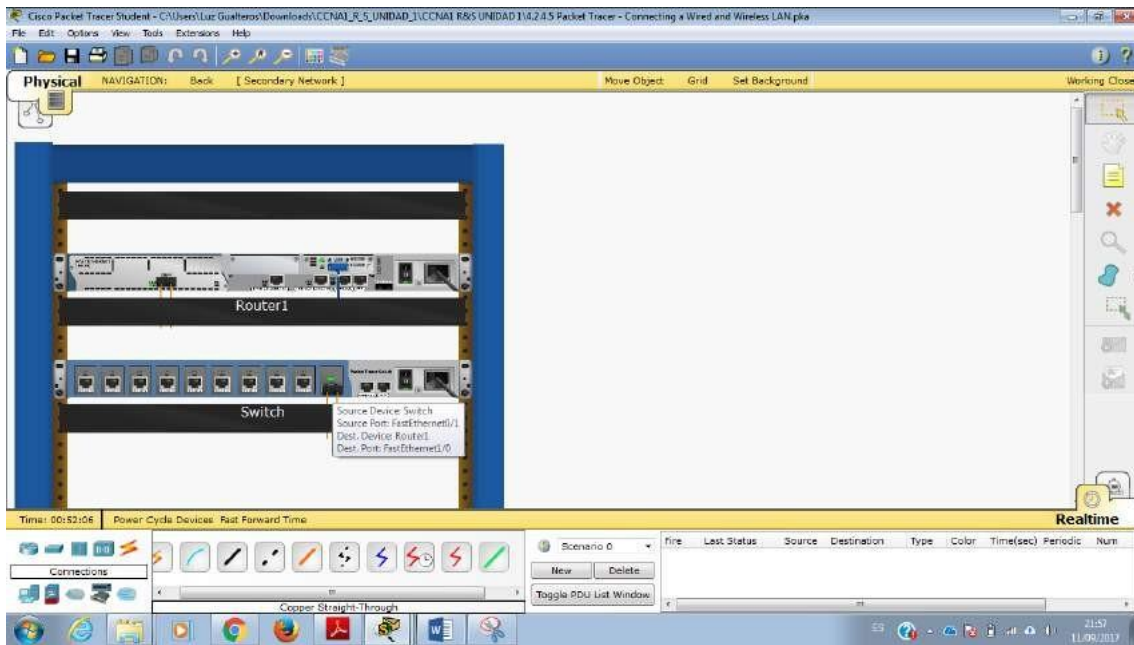 Cisco Packet Tracer Student - C:\Users\Luz Gualteros\Downloads\CCNA1_R_S_UNIDAD_1\CCNA1 R&S UNIDAD 1\4.2.4.5 Packet Tracer - Connecting a Wired and Wireless LAN.pka
File Edit Options View Tools Extensions Help
Physical NAVIGATION: Back [ Secondary Network ] Move Object Grid Set Background Working Close
Router1
Switch
Source Device: Switch
Source Port: FastEthernet0/1
Dest. Device: Router1
Dest. Port: FastEthernet1/0
Time: 00:52:06 Power Cycle Devices Fast Forward Time Realtime
Connections
Copper Straight-Through
Scenario 0
New Delete
Toggle PDU List Window
Fire Last Status Source Destination Type Color Time(sec) Periodic Num
ES
21:57
11/09/2017